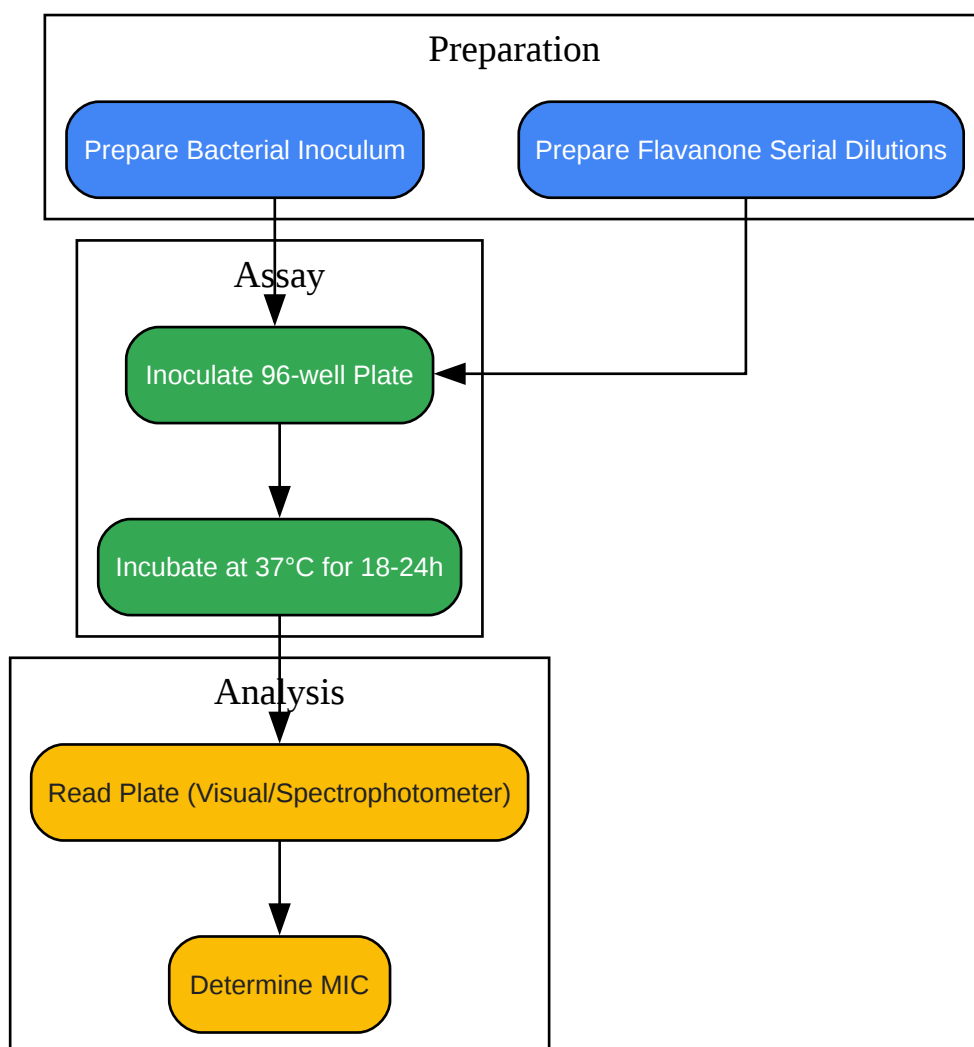 Preparation
Prepare Bacterial Inoculum
Prepare Flavanone Serial Dilutions
Assay
Inoculate 96-well Plate
Incubate at 37°C for 18-24h
Analysis
Read Plate (Visual/Spectrophotometer)
Determine MIC